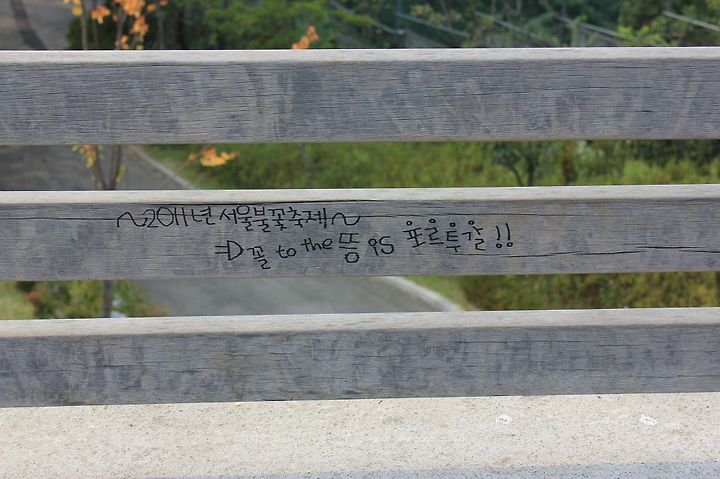 ~2011년 서울불꽃축제~
=D 꼴 to the 뚱 is 포르투갈!!